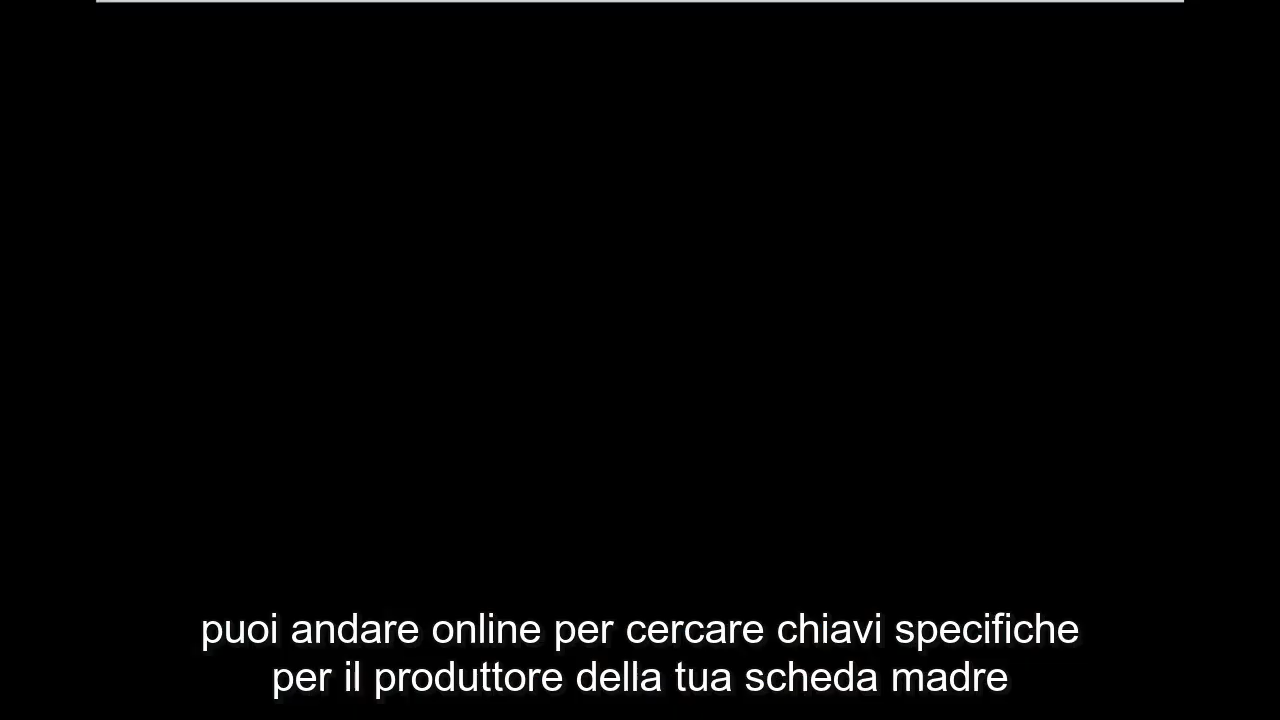 puoi andare online per cercare chiavi specifiche
per il produttore della tua scheda madre